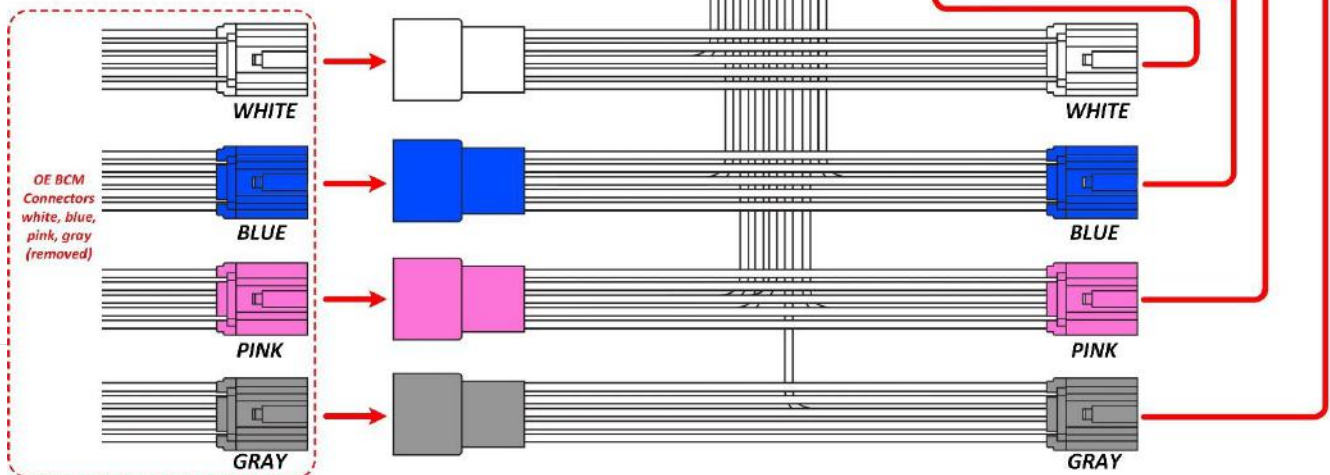 WHITE
WHITE
OE BCM
Connectors
white, blue,
pink, gray
(removed)
BLUE
BLUE
PINK
PINK
GRAY
GRAY